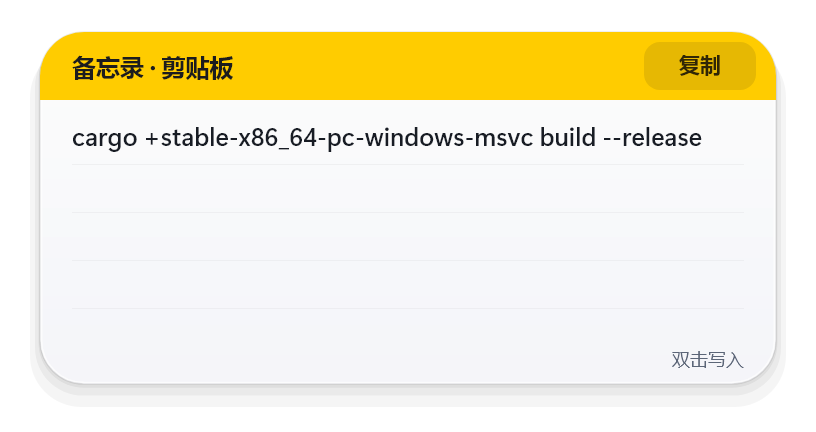 备忘录 · 剪贴板
复制
cargo +stable-x86_64-pc-windows-msvc build --release
双击写入